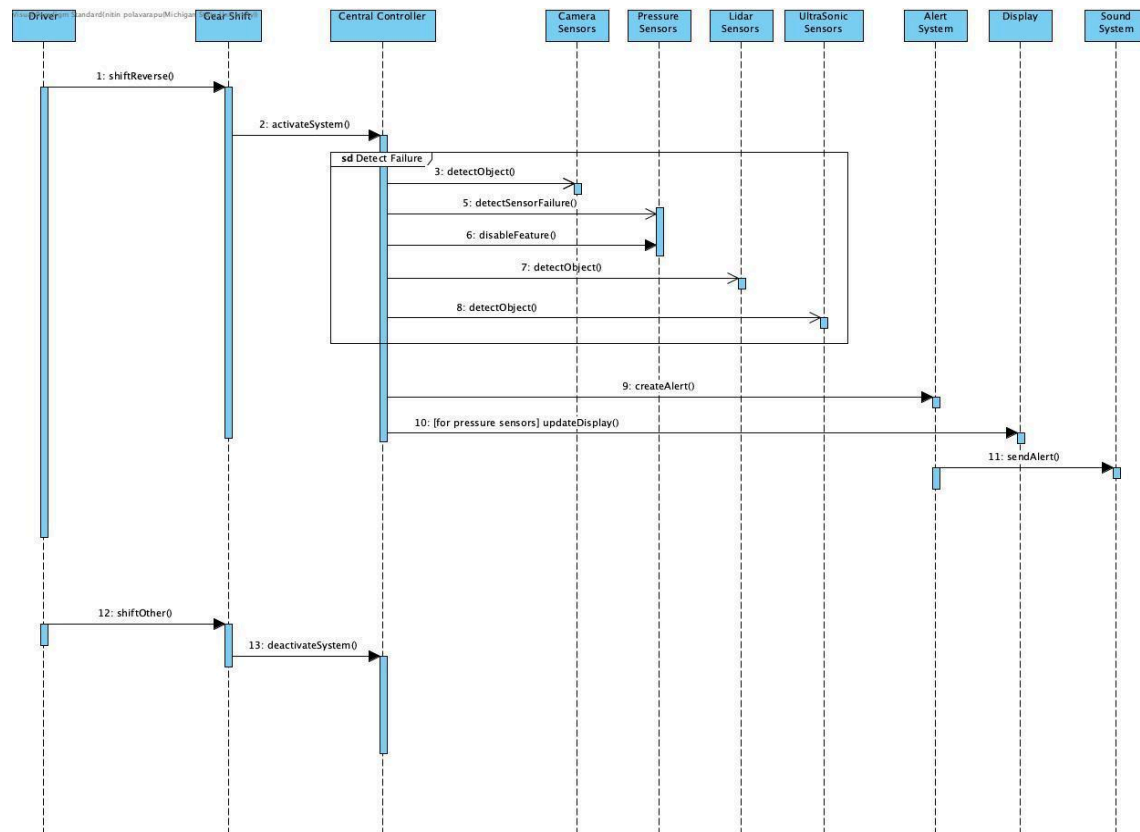 Driver
Gear Shift
Central Controller
Camera
Sensors
Pressure
Sensors
Lidar
Sensors
UltraSonic
Sensors
Alert
System
Display
Sound
System
1: shiftReverse()
2: activateSystem()
sd Detect Failure
3: detectObject()
5: detectSensorFailure()
6: disableFeature()
7: detectObject()
8: detectObject()
9: createAlert()
10: [for pressure sensors] updateDisplay()
11: sendAlert()
12: shiftOther()
13: deactivateSystem()